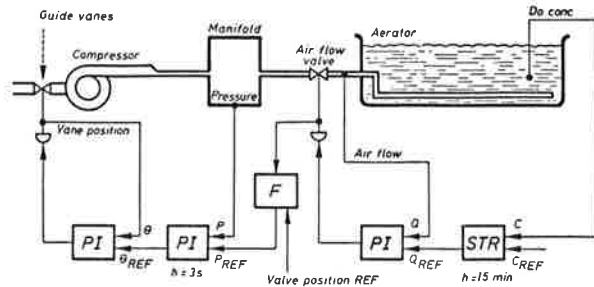 Guide vanes
Compressor
Manifold
Air flow
valve
Aerator
Do conc
Pressure
Vane position
Air flow
F
PI
θ
θREF
PI
P
PREF
h = 3s
Valve position REF
PI
Q
QREF
STR
C
CREF
h = 15 min